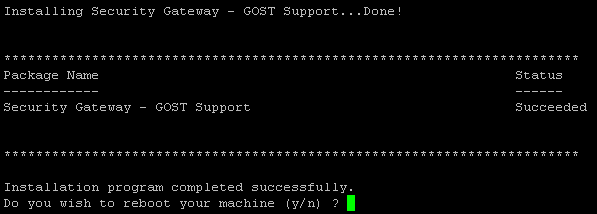 Installing Security Gateway - GOST Support...Done!
************************************************************************
Package Name Status
------------ ------
Security Gateway - GOST Support Succeeded
************************************************************************
Installation program completed successfully.
Do you wish to reboot your machine (y/n) ?